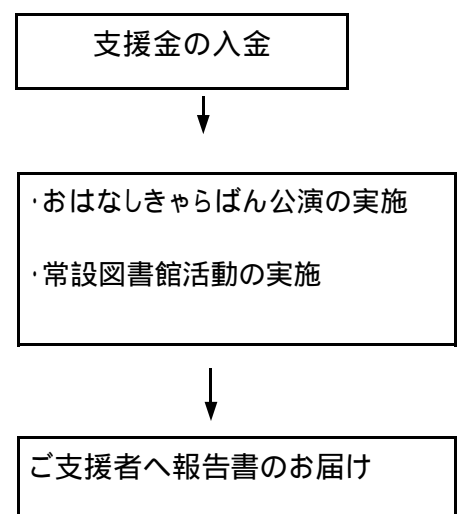 支援金の入金
·おはなしきゃらばん公演の実施
·常設図書館活動の実施
ご支援者へ報告書のお届け